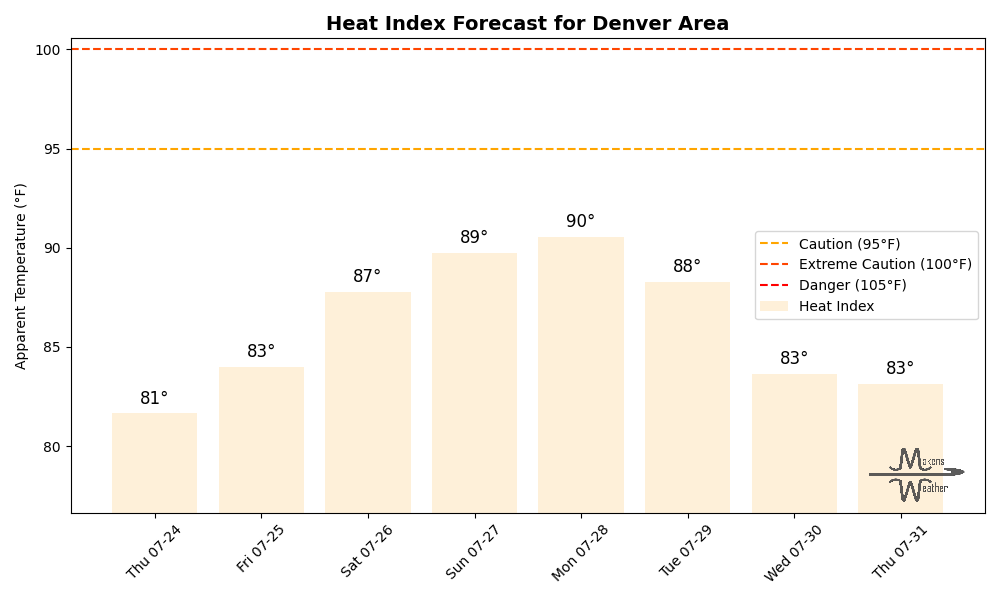 Heat Index Forecast for Denver Area
Apparent Temperature (°F)
100
95
90
85
80
81°
83°
87°
89°
90°
88°
83°
83°
Caution (95°F)
Extreme Caution (100°F)
Danger (105°F)
Heat Index
Thu 07-24
Fri 07-25
Sat 07-26
Sun 07-27
Mon 07-28
Tue 07-29
Wed 07-30
Thu 07-31